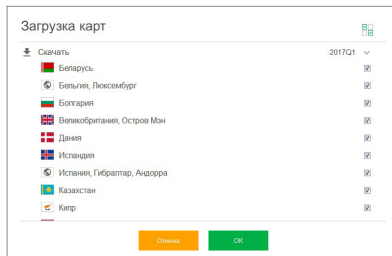 Загрузка карт
Скачать 2017Q1
Беларусь
Бельгия, Люксембург
Болгария
Великобритания, Остров Мэн
Дания
Исландия
Испания, Гибралтар, Андорра
Казахстан
Кипр
Отмена OK